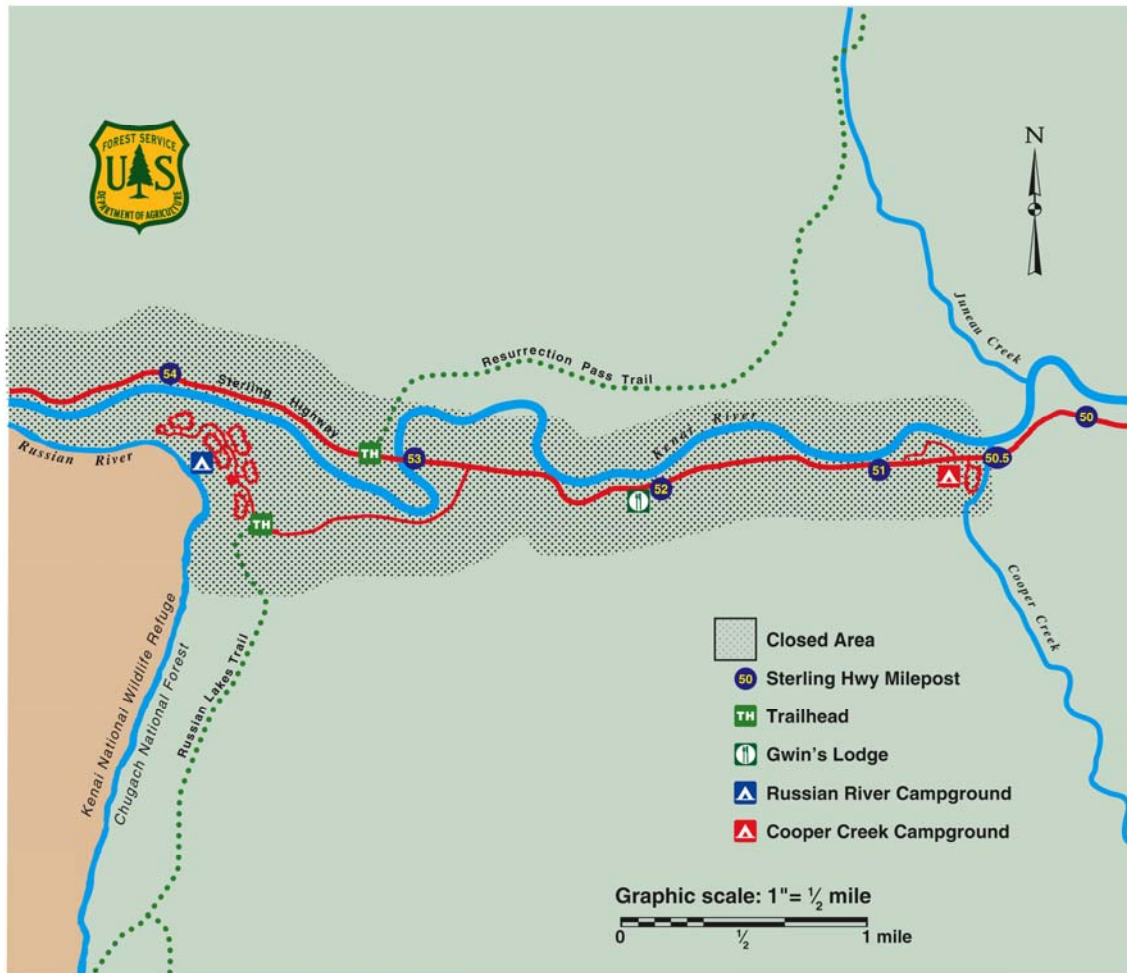 FOREST SERVICE
U S
DEPARTMENT OF AGRICULTURE
N
Juneau Creek
Resurrection Pass Trail
54
Sterling Highway
Kenai River
50
TH
53
51
50.5
Russian River
52
TH
Cooper Creek
Kenai National Wildlife Refuge
Chugach National Forest
Russian Lakes Trail
Closed Area
50 Sterling Hwy Milepost
TH Trailhead
Gwin's Lodge
Russian River Campground
Cooper Creek Campground
Graphic scale: 1"= ½ mile
0 ½ 1 mile